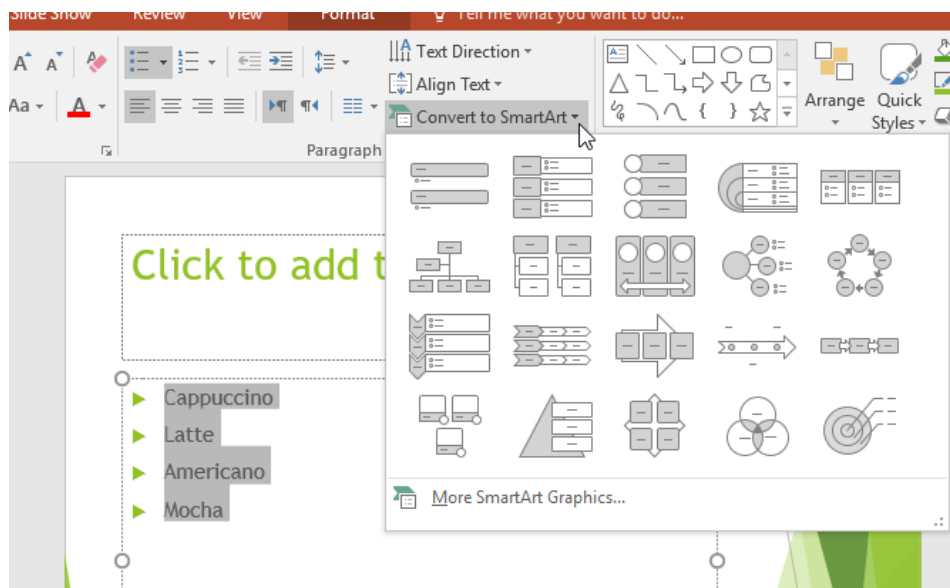 Slide Show Review View Format Tell me what you want to do...
A A Text Direction
Align Text
Aa A Convert to SmartArt Arrange Quick
Styles
Paragraph
Click to add t
Cappuccino
Latte
Americano
Mocha
More SmartArt Graphics...